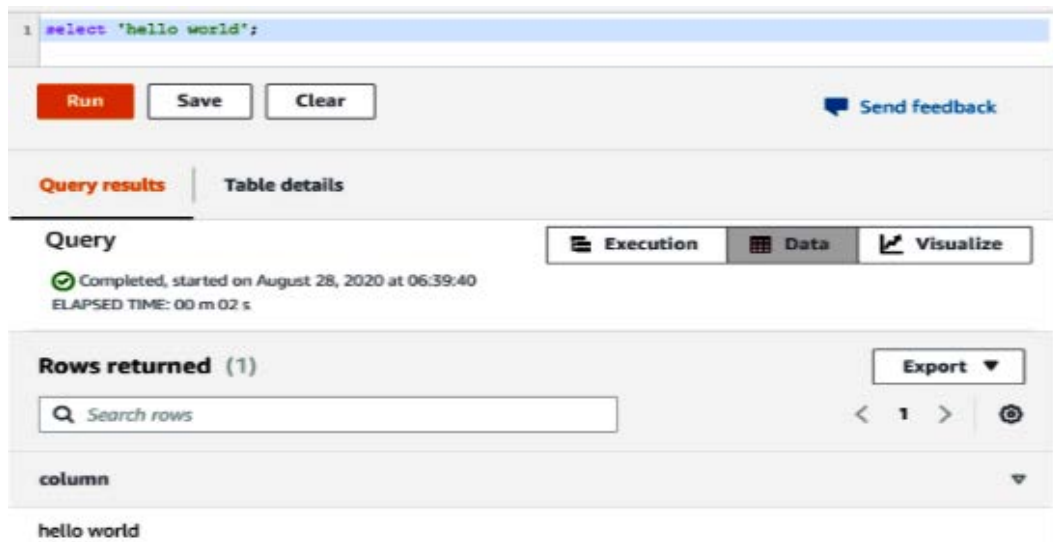 1 select 'hello world';
Run Save Clear Send feedback
Query results Table details
Query Execution Data Visualize
Completed, started on August 28, 2020 at 06:39:40
ELAPSED TIME: 00 m 02 s
Rows returned (1) Export
Search rows < 1 >
column
hello world